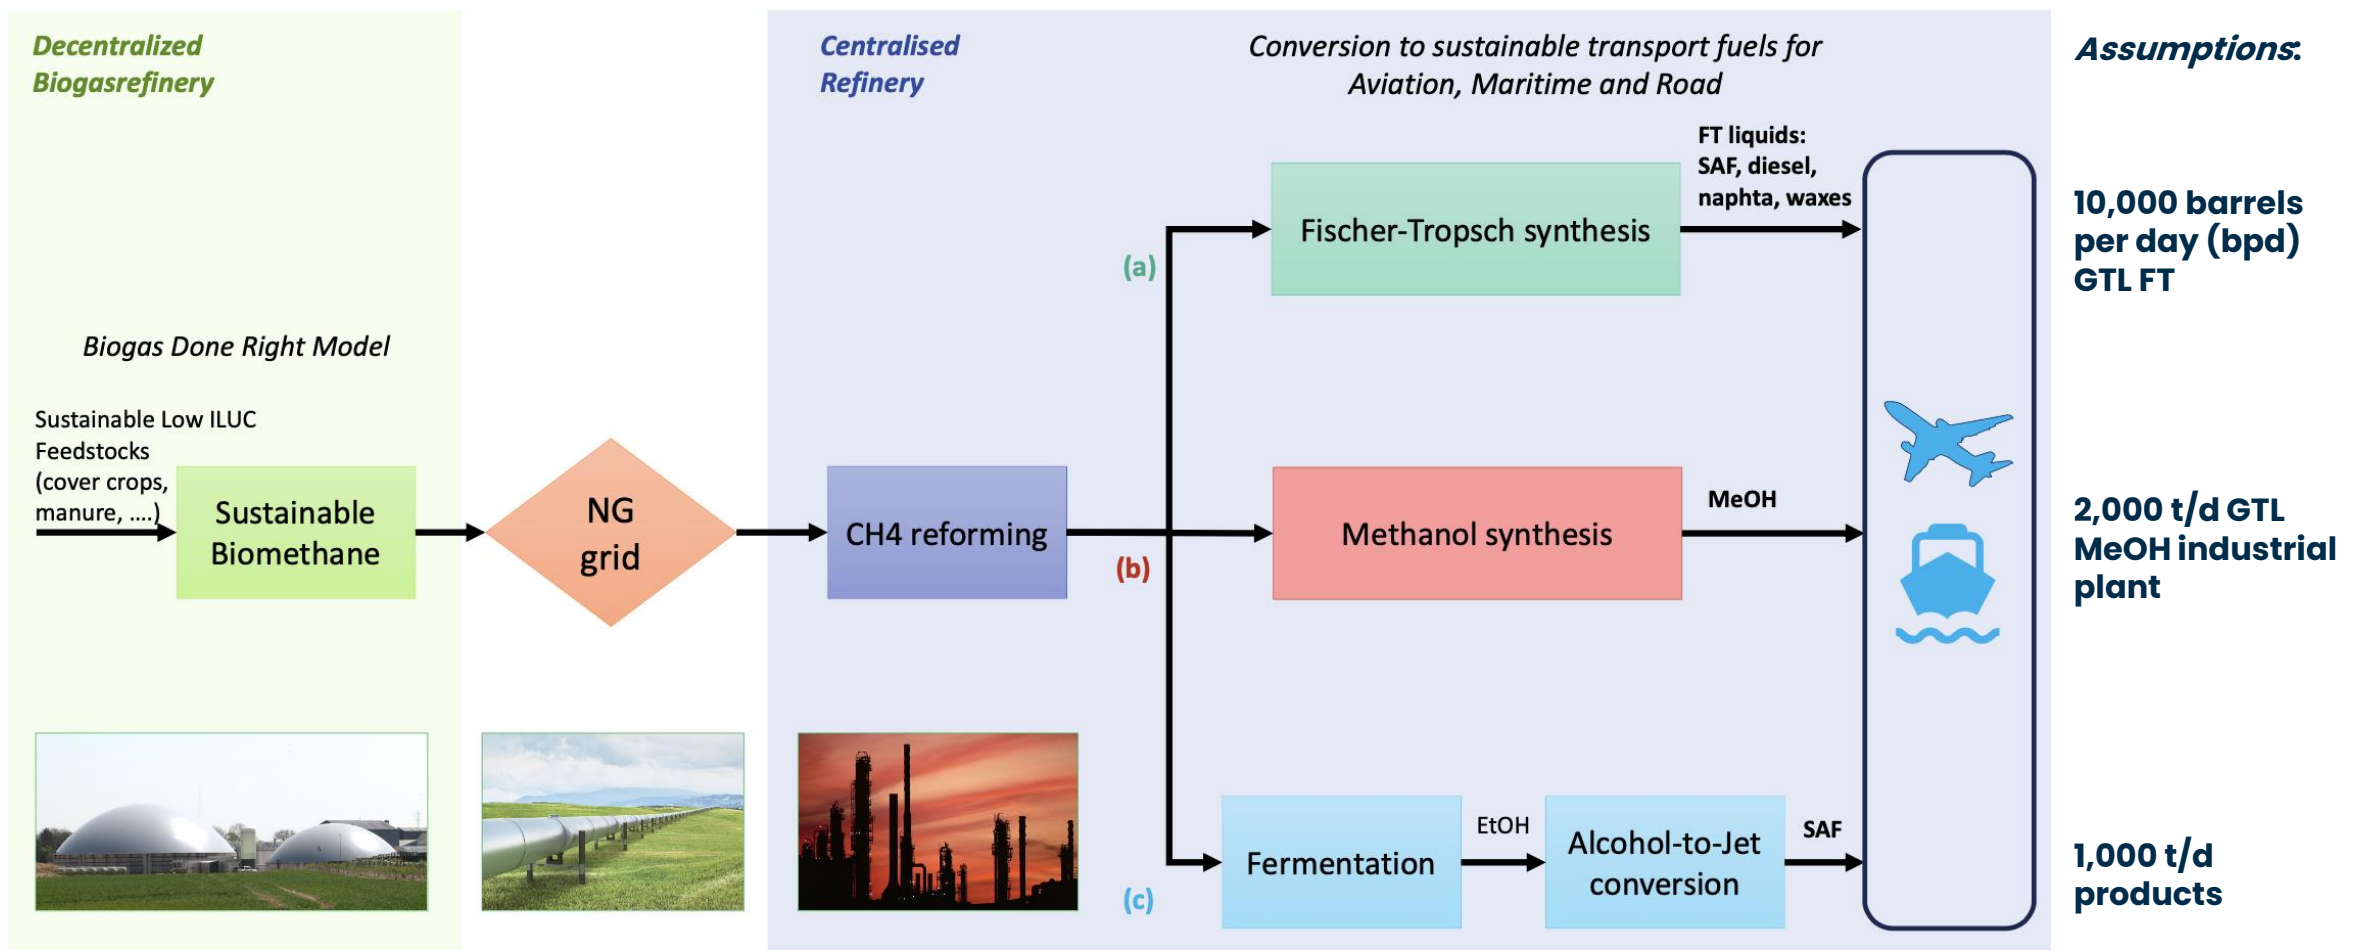 Decentralized
Biogasrefinery
Biogas Done Right Model
Sustainable Low ILUC
Feedstocks
(cover crops,
manure, ....)
Sustainable
Biomethane
NG
grid
Centralised
Refinery
Conversion to sustainable transport fuels for
Aviation, Maritime and Road
CH4 reforming
(a)
Fischer-Tropsch synthesis
FT liquids:
SAF, diesel,
naphta, waxes
(b)
Methanol synthesis
MeOH
(c)
Fermentation
EtOH
Alcohol-to-Jet
conversion
SAF
Assumptions:
10,000 barrels
per day (bpd)
GTL FT
2,000 t/d GTL
MeOH industrial
plant
1,000 t/d
products